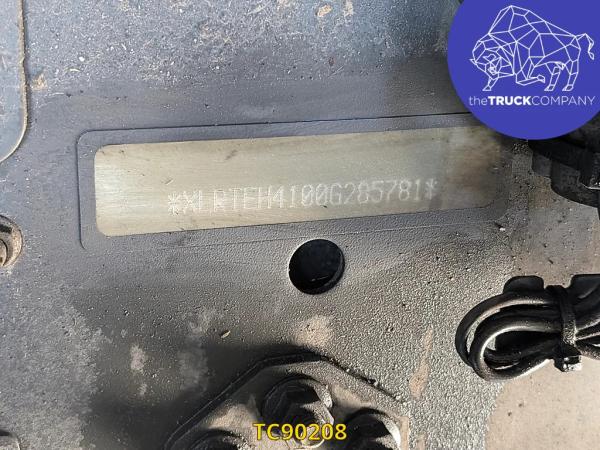 theTRUCKCOMPANY
*XLRTEH4100G285781*
TC90208